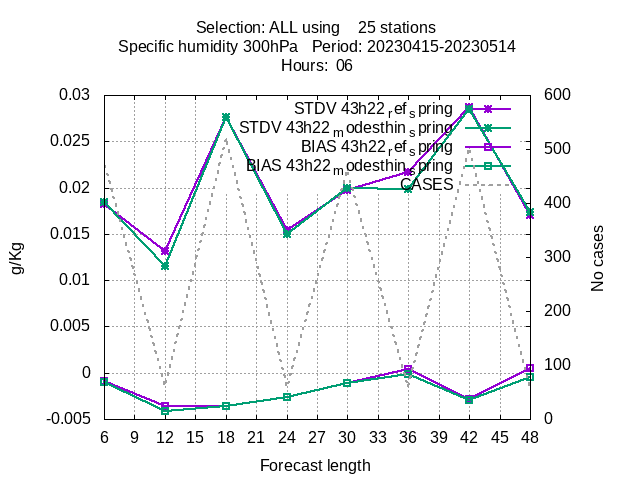 Selection: ALL using 25 stations
Specific humidity 300hPa Period: 20230415-20230514
Hours: 06
0.03
0.025
0.02
0.015
0.01
0.005
0
-0.005
g/Kg
STDV 43h22_ref_spring
STDV 43h22_modesthin_spring
BIAS 43h22_ref_spring
BIAS 43h22_modesthin_spring
CASES
600
500
400
300
200
100
0
No cases
6 9 12 15 18 21 24 27 30 33 36 39 42 45 48
Forecast length